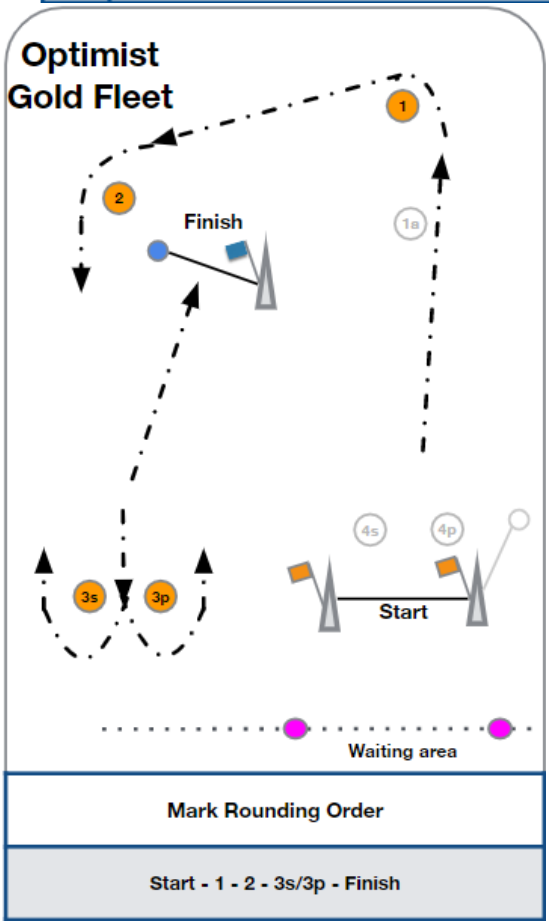 Optimist
Gold Fleet
1
2
1a
Finish
4s
4p
3s
3p
Start
Waiting area
Mark Rounding Order
Start - 1 - 2 - 3s/3p - Finish